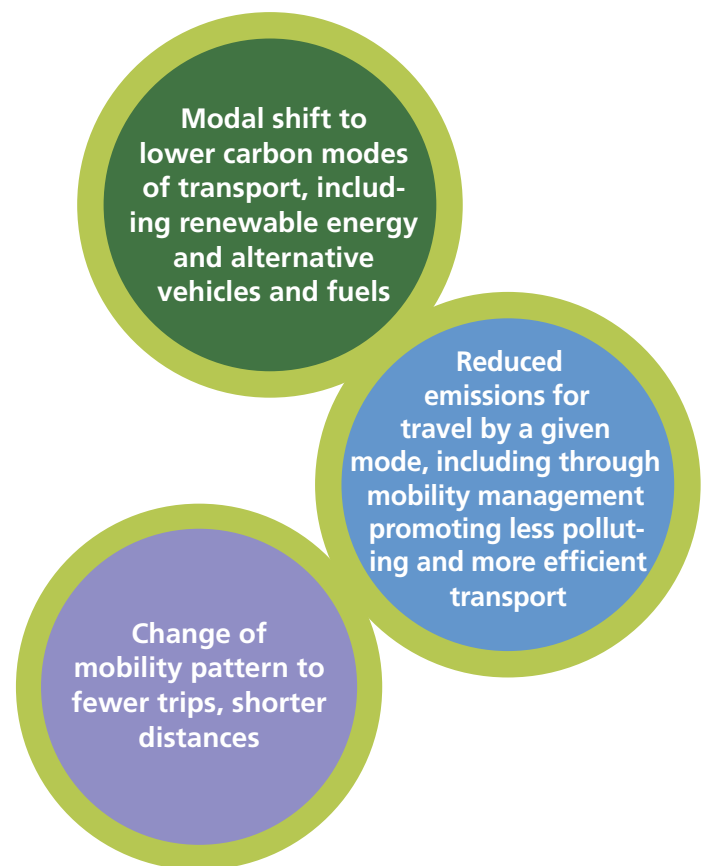 Modal shift to
lower carbon modes
of transport, includ-
ing renewable energy
and alternative
vehicles and fuels
Reduced
emissions for
travel by a given
mode, including through
mobility management
promoting less pollut-
ing and more efficient
transport
Change of
mobility pattern to
fewer trips, shorter
distances